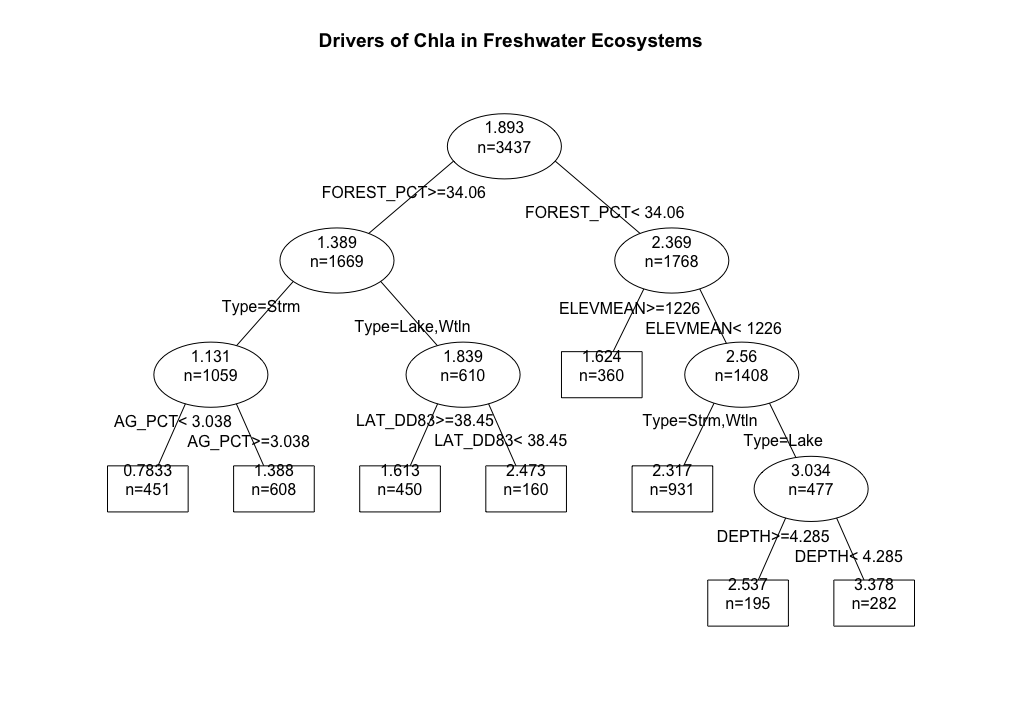 Drivers of Chla in Freshwater Ecosystems
1.893
n=3437
FOREST_PCT>=34.06
FOREST_PCT< 34.06
1.389
n=1669
2.369
n=1768
Type=Strm
Type=Lake,Wtln
ELEVMEAN>=1226
ELEVMEAN< 1226
1.131
n=1059
1.839
n=610
1.624
n=360
2.56
n=1408
AG_PCT< 3.038
AG_PCT>=3.038
LAT_DD83>=38.45
LAT_DD83< 38.45
Type=Strm,Wtln
Type=Lake
0.7833
n=451
1.388
n=608
1.613
n=450
2.473
n=160
2.317
n=931
3.034
n=477
DEPTH>=4.285
DEPTH< 4.285
2.537
n=195
3.378
n=282